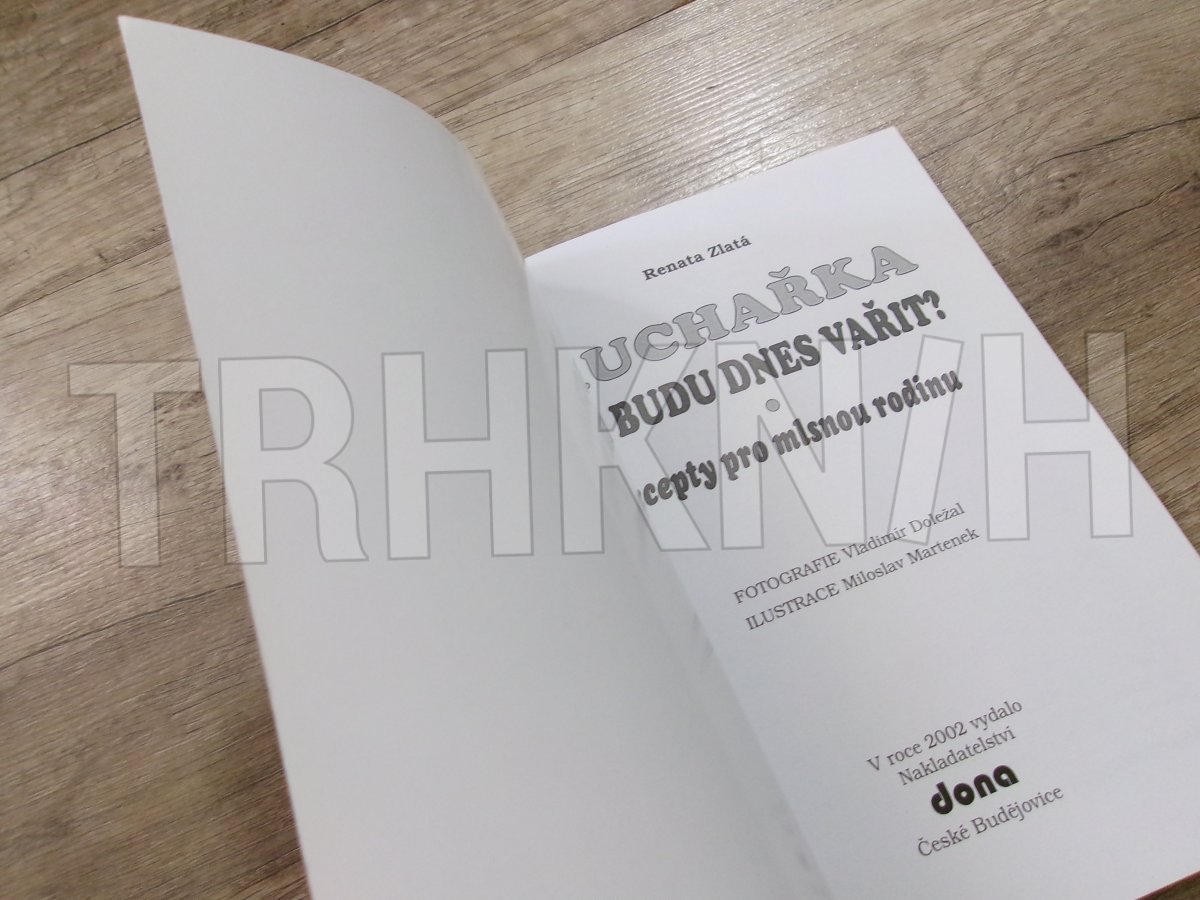 Renata Zlatá
UCHAŘKA
BUDU DNES VAŘIT?
cepty pro mlsnou rodinu
FOTOGRAFIE Vladimír Doležal
ILUSTRACE Miloslav Martenek
V roce 2002 vydalo
Nakladatelství
dona
České Budějovice
TRHKNIH